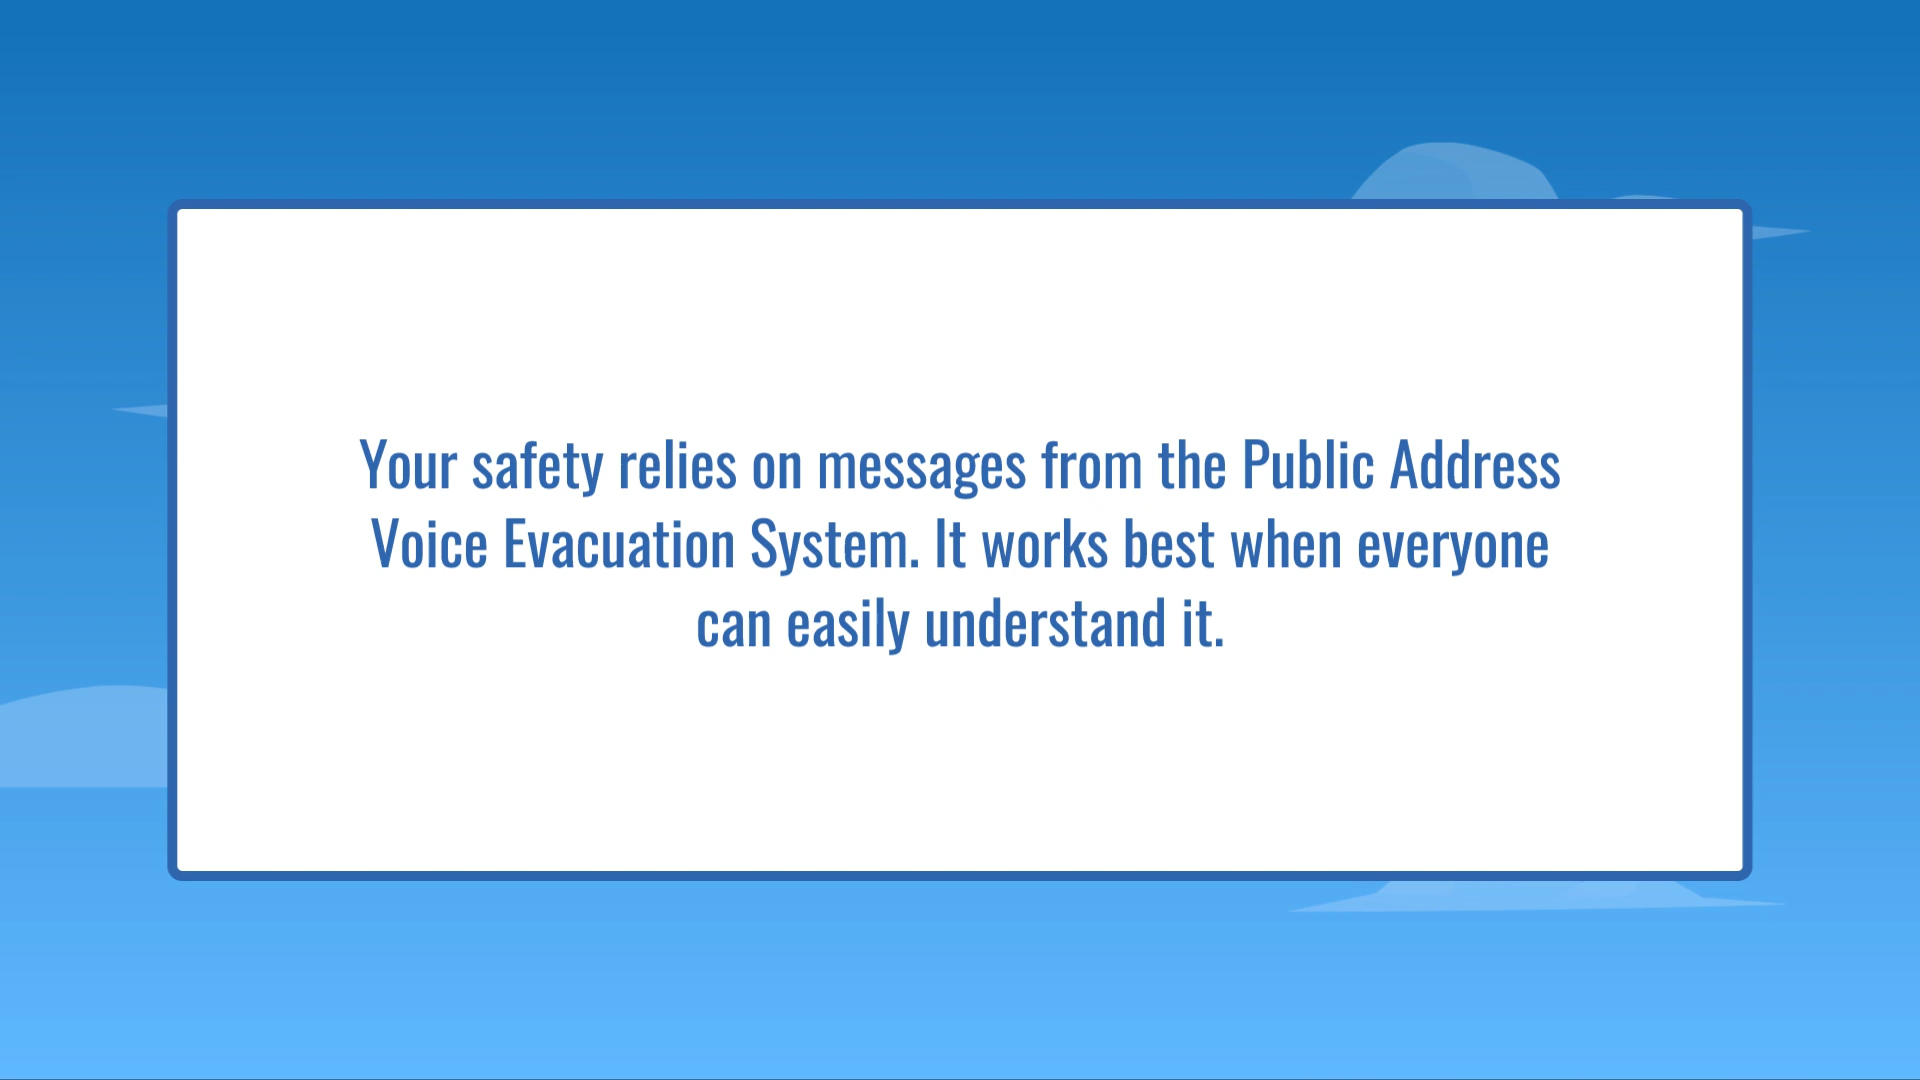 Your safety relies on messages from the Public Address
Voice Evacuation System. It works best when everyone
can easily understand it.